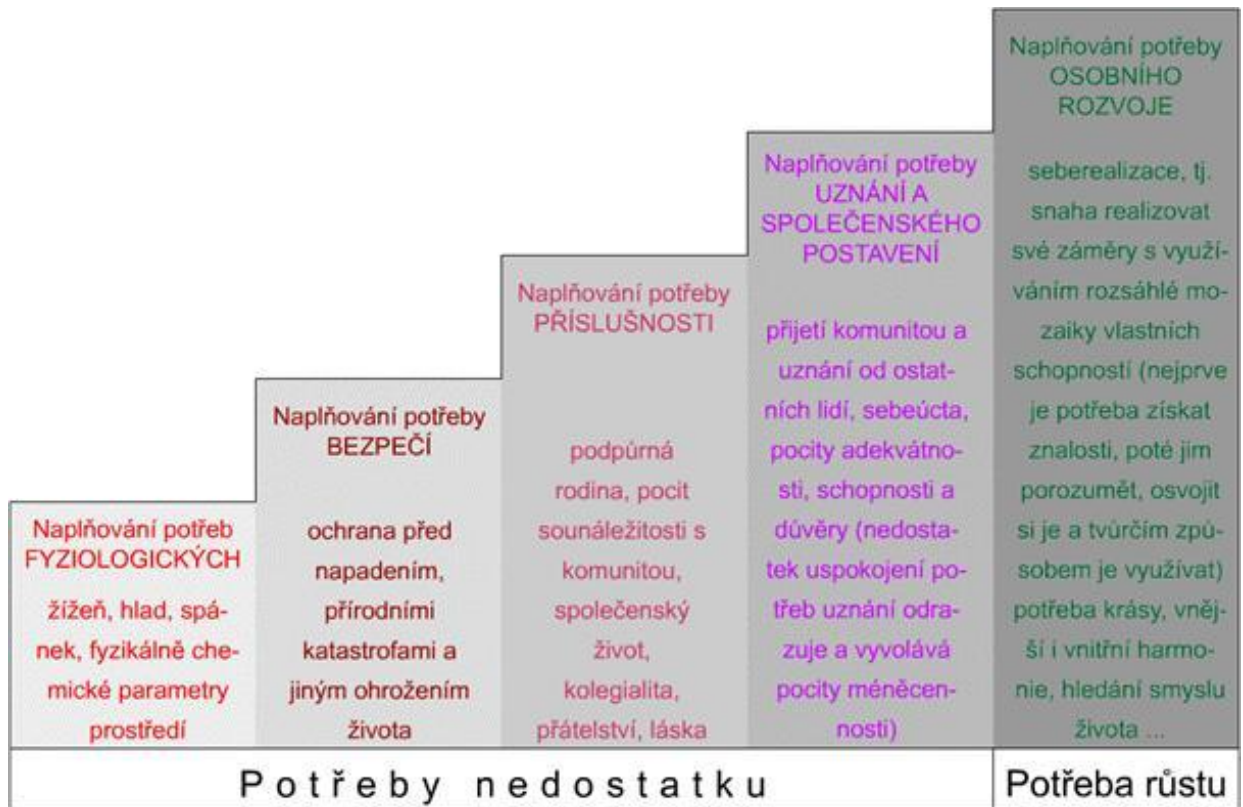 Naplňování potřeb
FYZIOLOGICKÝCH
žížeň, hlad, spá-
nek, fyzikálně che-
mické parametry
prostředí
Naplňování potřeby
BEZPEČÍ
ochrana před
napadením,
přírodními
katastrofami a
jiným ohrožením
života
Naplňování potřeby
PŘÍSLUŠNOSTI
podpúrná
rodina, pocit
sounáležitosti s
komunitou,
společenský
život,
kolegialita,
přátelství, láska
Naplňování potřeby
UZNÁNÍ A
SPOLEČENSKÉHO
POSTAVENÍ
přijetí komunitou a
uznání od ostat-
ních lidí, sebeúcta,
pocity adekvátno-
sti, schopnosti a
důvěry (nedosta-
tek uspokojení po-
třeb uznání odra-
zuje a vyvolává
pocity méněcen-
nosti)
Naplňování potřeby
OSOBNÍHO
ROZVOJE
seberealizace, tj.
snaha realizovat
své záměry s využí-
váním rozsáhlé mo-
zaiky vlastních
schopností (nejprve
je potřeba získat
znalosti, poté jim
porozumět, osvojit
si je a tvůrčím způ-
sobem je využívat)
potřeba krásy, vněj-
ší i vnitřní harmo-
nie, hledání smyslu
života ...
Potřeby nedostatku
Potřeba růstu